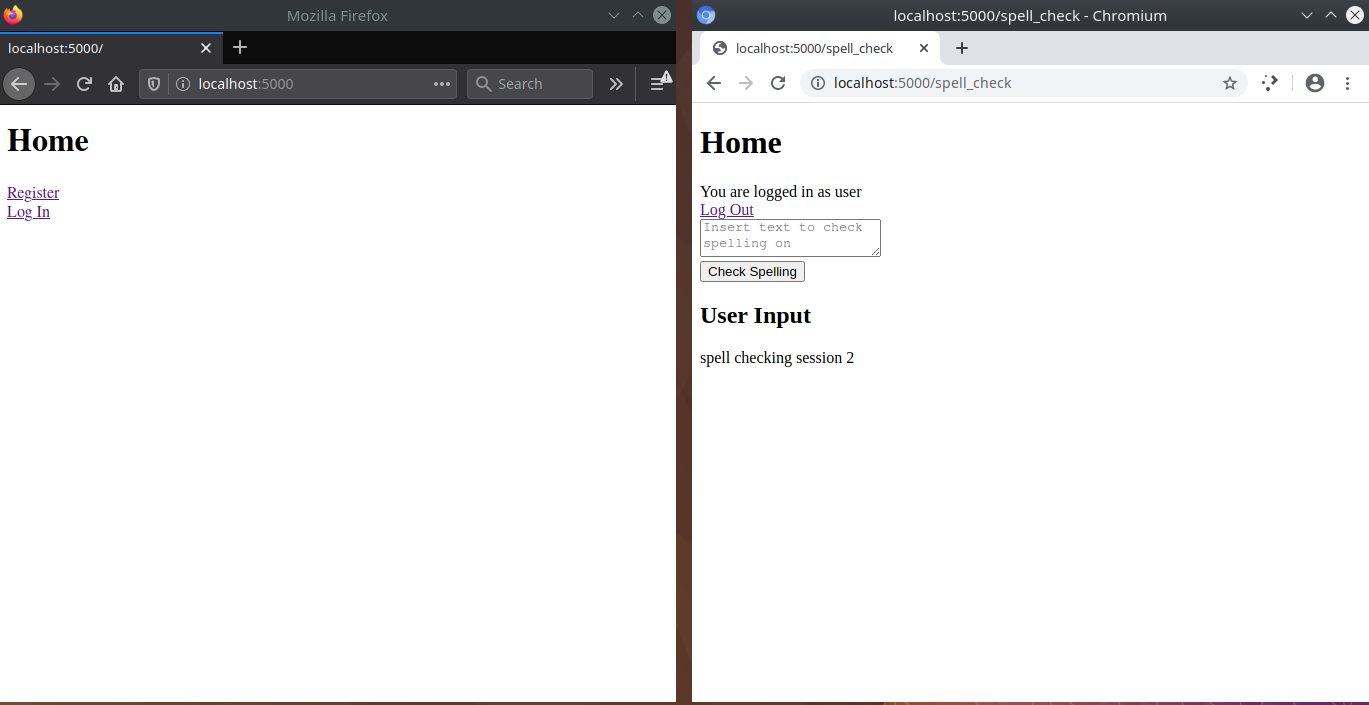 Mozilla Firefox
localhost:5000/
localhost:5000
Search
Home
Register
Log In
localhost:5000/spell_check - Chromium
localhost:5000/spell_check
localhost:5000/spell_check
Home
You are logged in as user
Log Out
Insert text to check
spelling on
Check Spelling
User Input
spell checking session 2